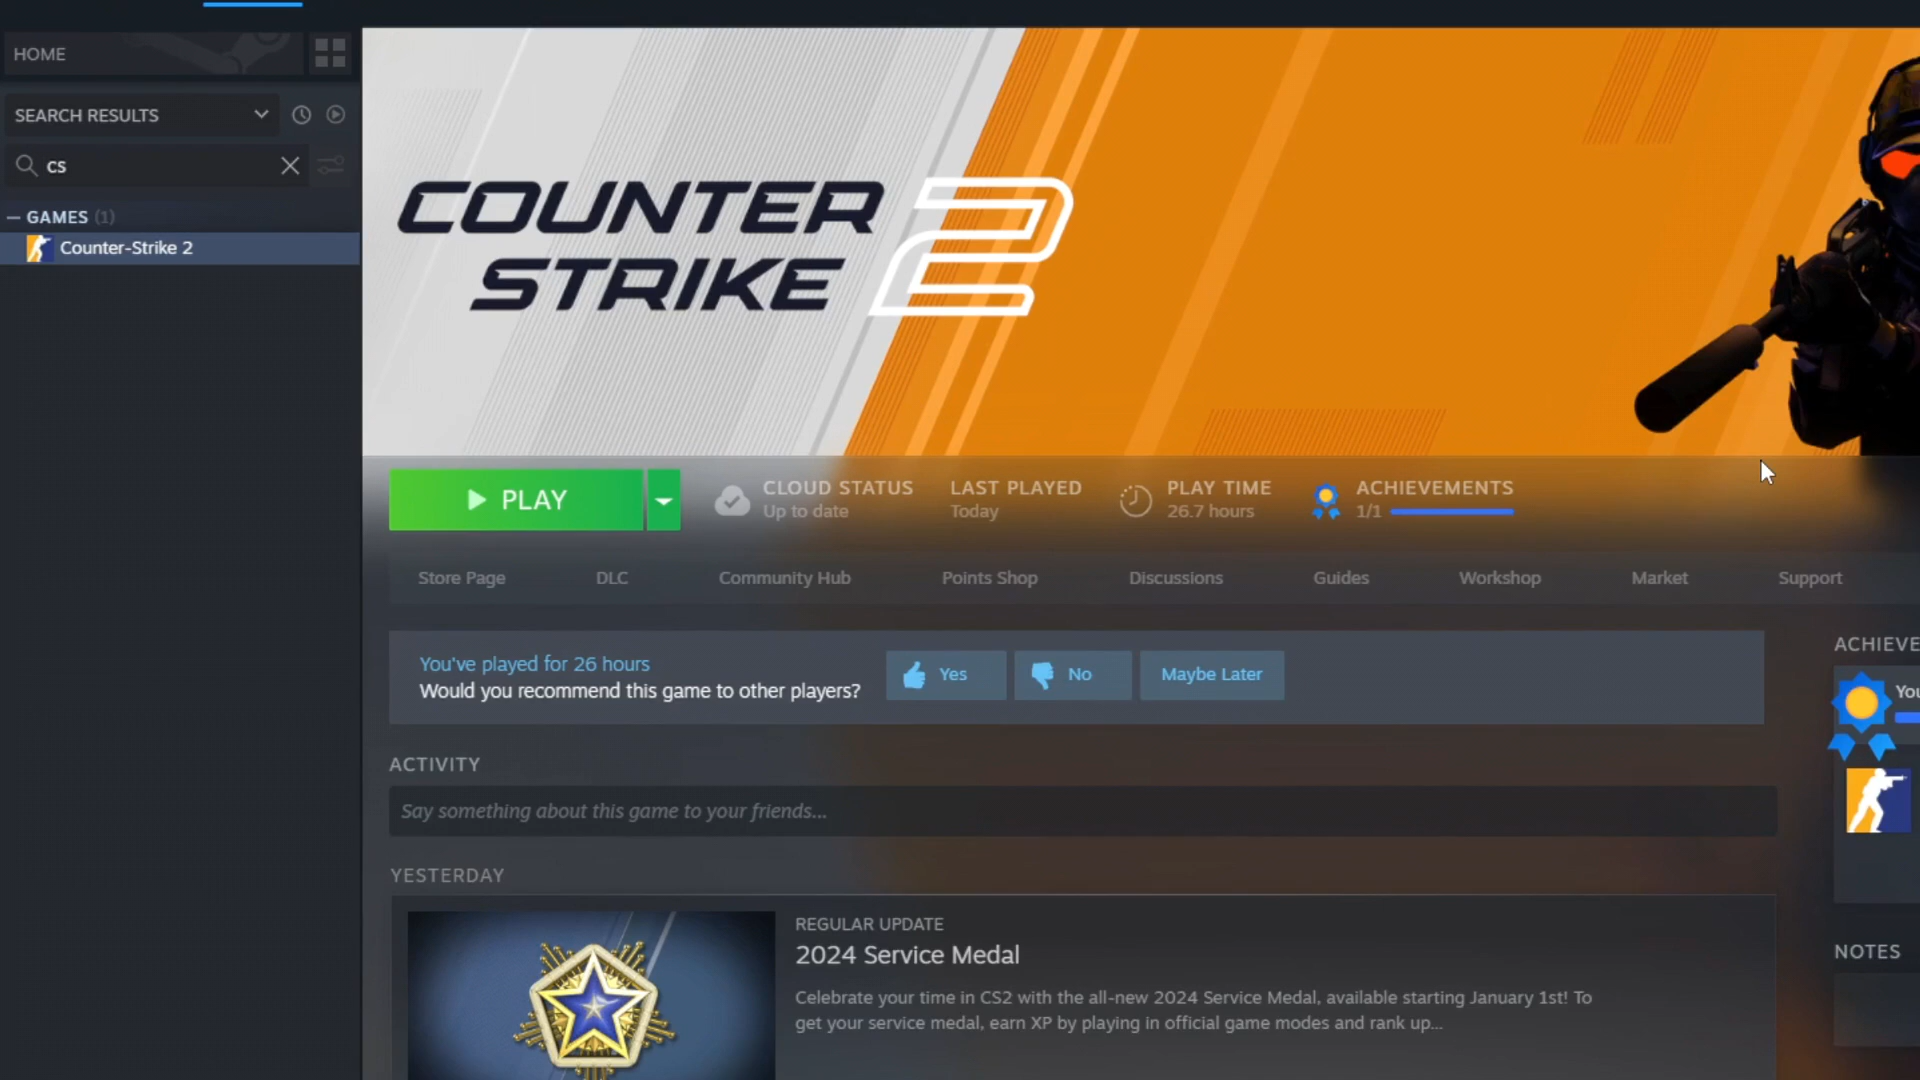 HOME
SEARCH RESULTS
cs
GAMES (1)
Counter-Strike 2
COUNTER
STRIKE 2
PLAY
CLOUD STATUS
Up to date
LAST PLAYED
Today
PLAY TIME
26.7 hours
ACHIEVEMENTS
1/1
Store Page
DLC
Community Hub
Points Shop
Discussions
Guides
Workshop
Market
Support
You've played for 26 hours
Would you recommend this game to other players?
Yes
No
Maybe Later
ACTIVITY
Say something about this game to your friends...
YESTERDAY
REGULAR UPDATE
2024 Service Medal
Celebrate your time in CS2 with the all-new 2024 Service Medal, available starting January 1st! To
get your service medal, earn XP by playing in official game modes and rank up...
ACHIEVE
You
NOTES